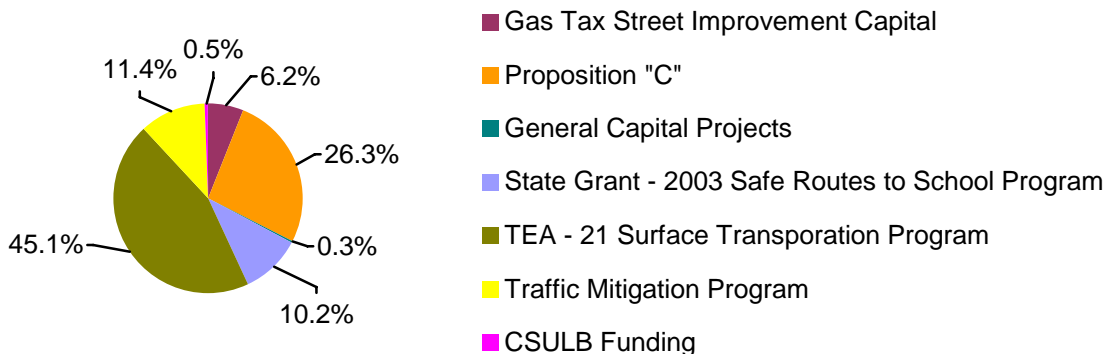 0.5%
11.4%
6.2%
26.3%
45.1%
0.3%
10.2%
Gas Tax Street Improvement Capital
Proposition "C"
General Capital Projects
State Grant - 2003 Safe Routes to School Program
TEA - 21 Surface Transporation Program
Traffic Mitigation Program
CSULB Funding